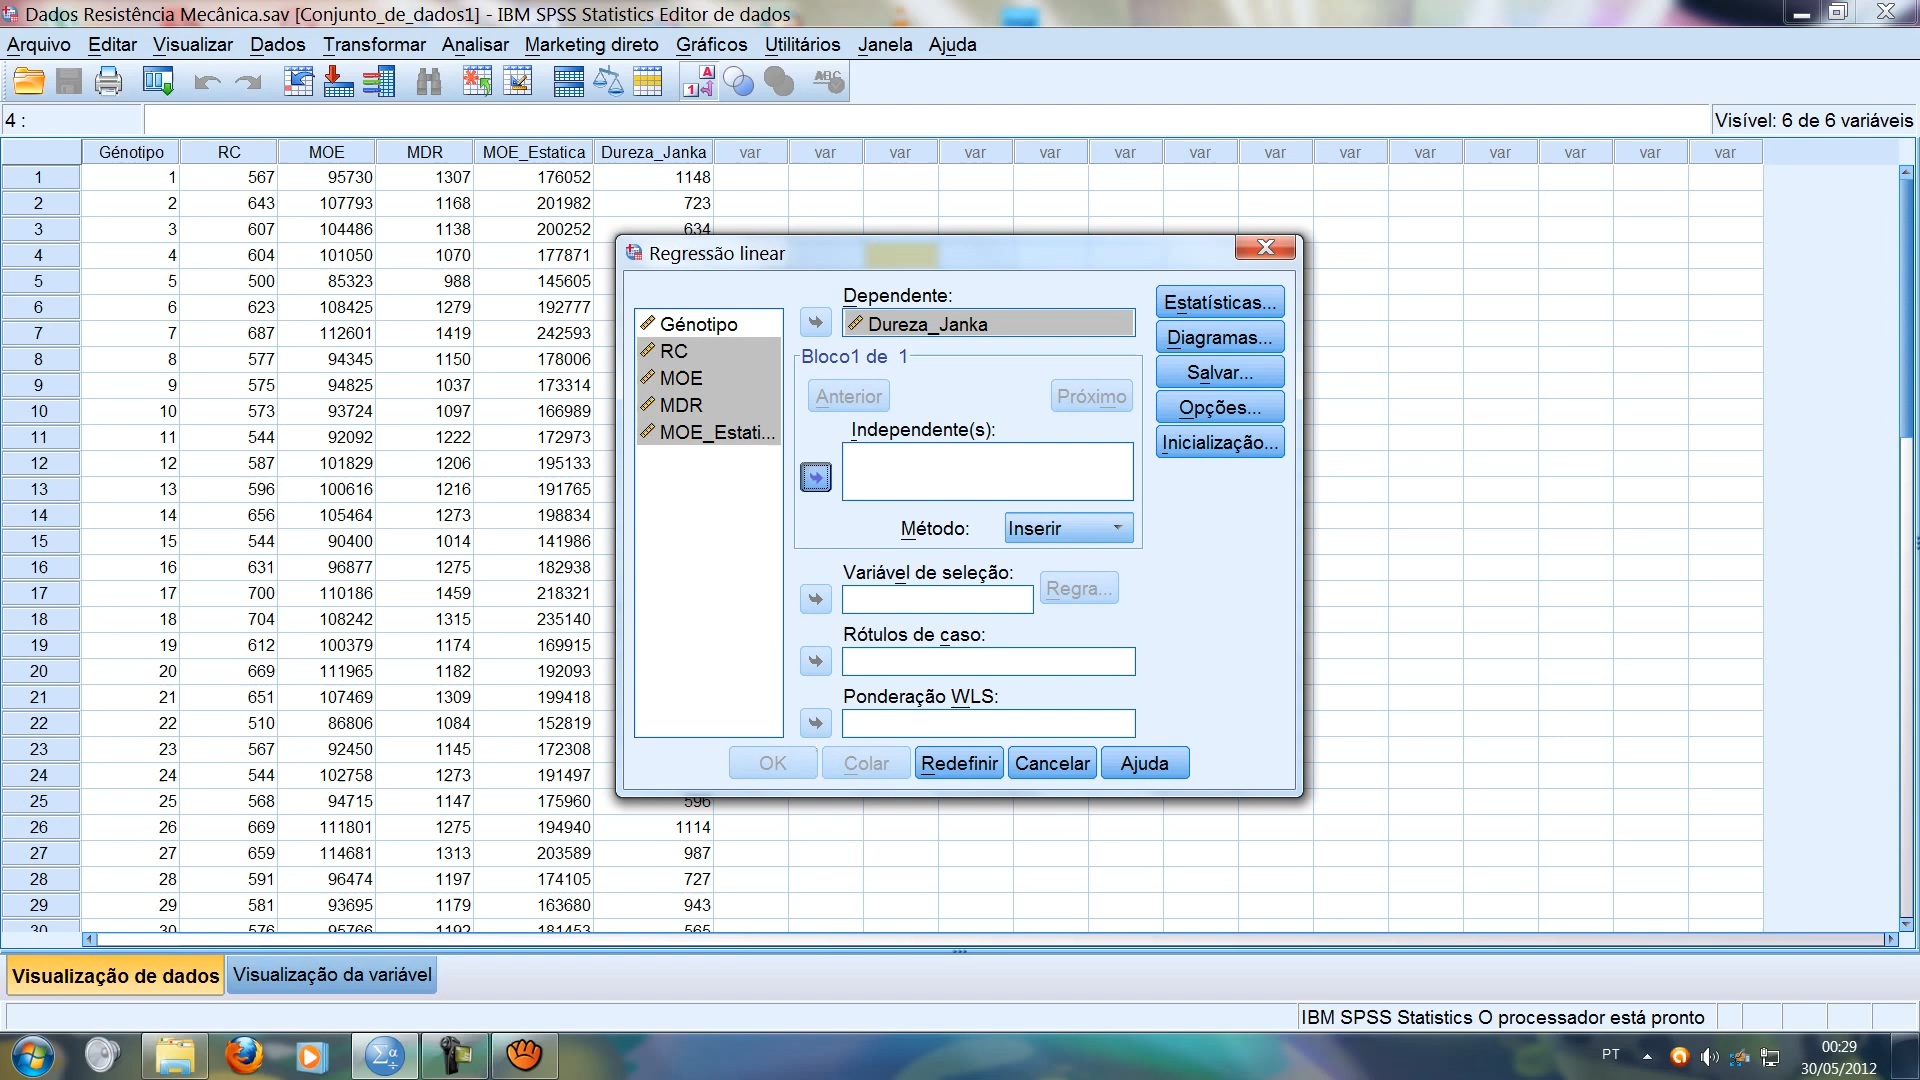 Dados Resistência Mecânica.sav [Conjunto_de_dados1] - IBM SPSS Statistics Editor de dados
Arquivo Editar Visualizar Dados Transformar Analisar Marketing direto Gráficos Utilitários Janela Ajuda
4 :
Visível: 6 de 6 variáveis
Génotipo RC MOE MDR MOE_Estatica Dureza_Janka var var var var var var var var var var var var var var
1 1 567 95730 1307 176052 1148
2 2 643 107793 1168 201982 723
3 3 607 104486 1138 200252 634
4 4 604 101050 1070 177871
5 5 500 85323 988 145605
6 6 623 108425 1279 192777
7 7 687 112601 1419 242593
8 8 577 94345 1150 178006
9 9 575 94825 1037 173314
10 10 573 93724 1097 166989
11 11 544 92092 1222 172973
12 12 587 101829 1206 195133
13 13 596 100616 1216 191765
14 14 656 105464 1273 198834
15 15 544 90400 1014 141986
16 16 631 96877 1275 182938
17 17 700 110186 1459 218321
18 18 704 108242 1315 235140
19 19 612 100379 1174 169915
20 20 669 111965 1182 192093
21 21 651 107469 1309 199418
22 22 510 86806 1084 152819
23 23 567 92450 1145 172308
24 24 544 102758 1273 191497
25 25 568 94715 1147 175960 596
26 26 669 111801 1275 194940 1114
27 27 659 114681 1313 203589 987
28 28 591 96474 1197 174105 727
29 29 581 93695 1179 163680 943
30 30 576 95766 1192 181453 565
Regressão linear
Génotipo
RC
MOE
MDR
MOE_Estati...
Dependente:
Dureza_Janka
Bloco1 de 1
Anterior Próximo
Independente(s):
Método: Inserir
Variável de seleção:
Regra...
Rótulos de caso:
Ponderação WLS:
Estatísticas...
Diagramas...
Salvar...
Opções...
Inicialização...
OK Colar Redefinir Cancelar Ajuda
Visualização de dados Visualização da variável
IBM SPSS Statistics O processador está pronto
PT
00:29
30/05/2012